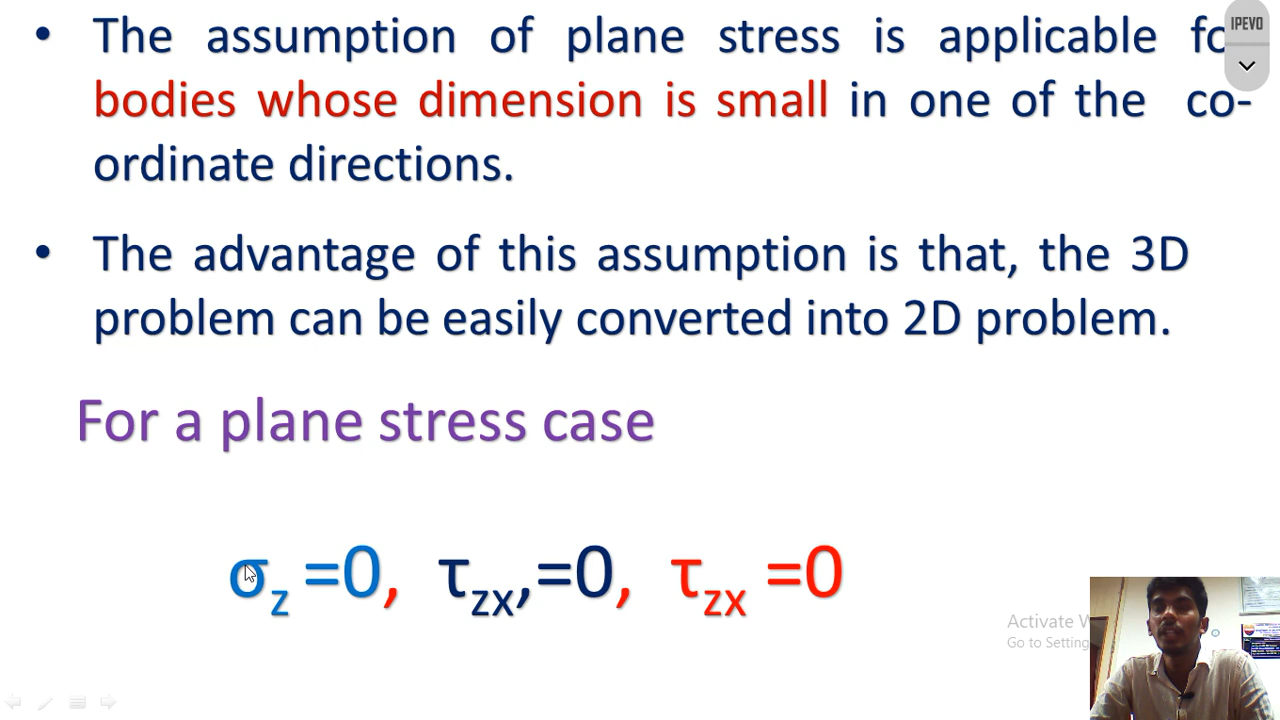 • The assumption of plane stress is applicable fo
IPEVO
bodies whose dimension is small in one of the co-
ordinate directions.
• The advantage of this assumption is that, the 3D
problem can be easily converted into 2D problem.
For a plane stress case
σz =0, τzx,=0, τzx =0
Activate W
Go to Setting